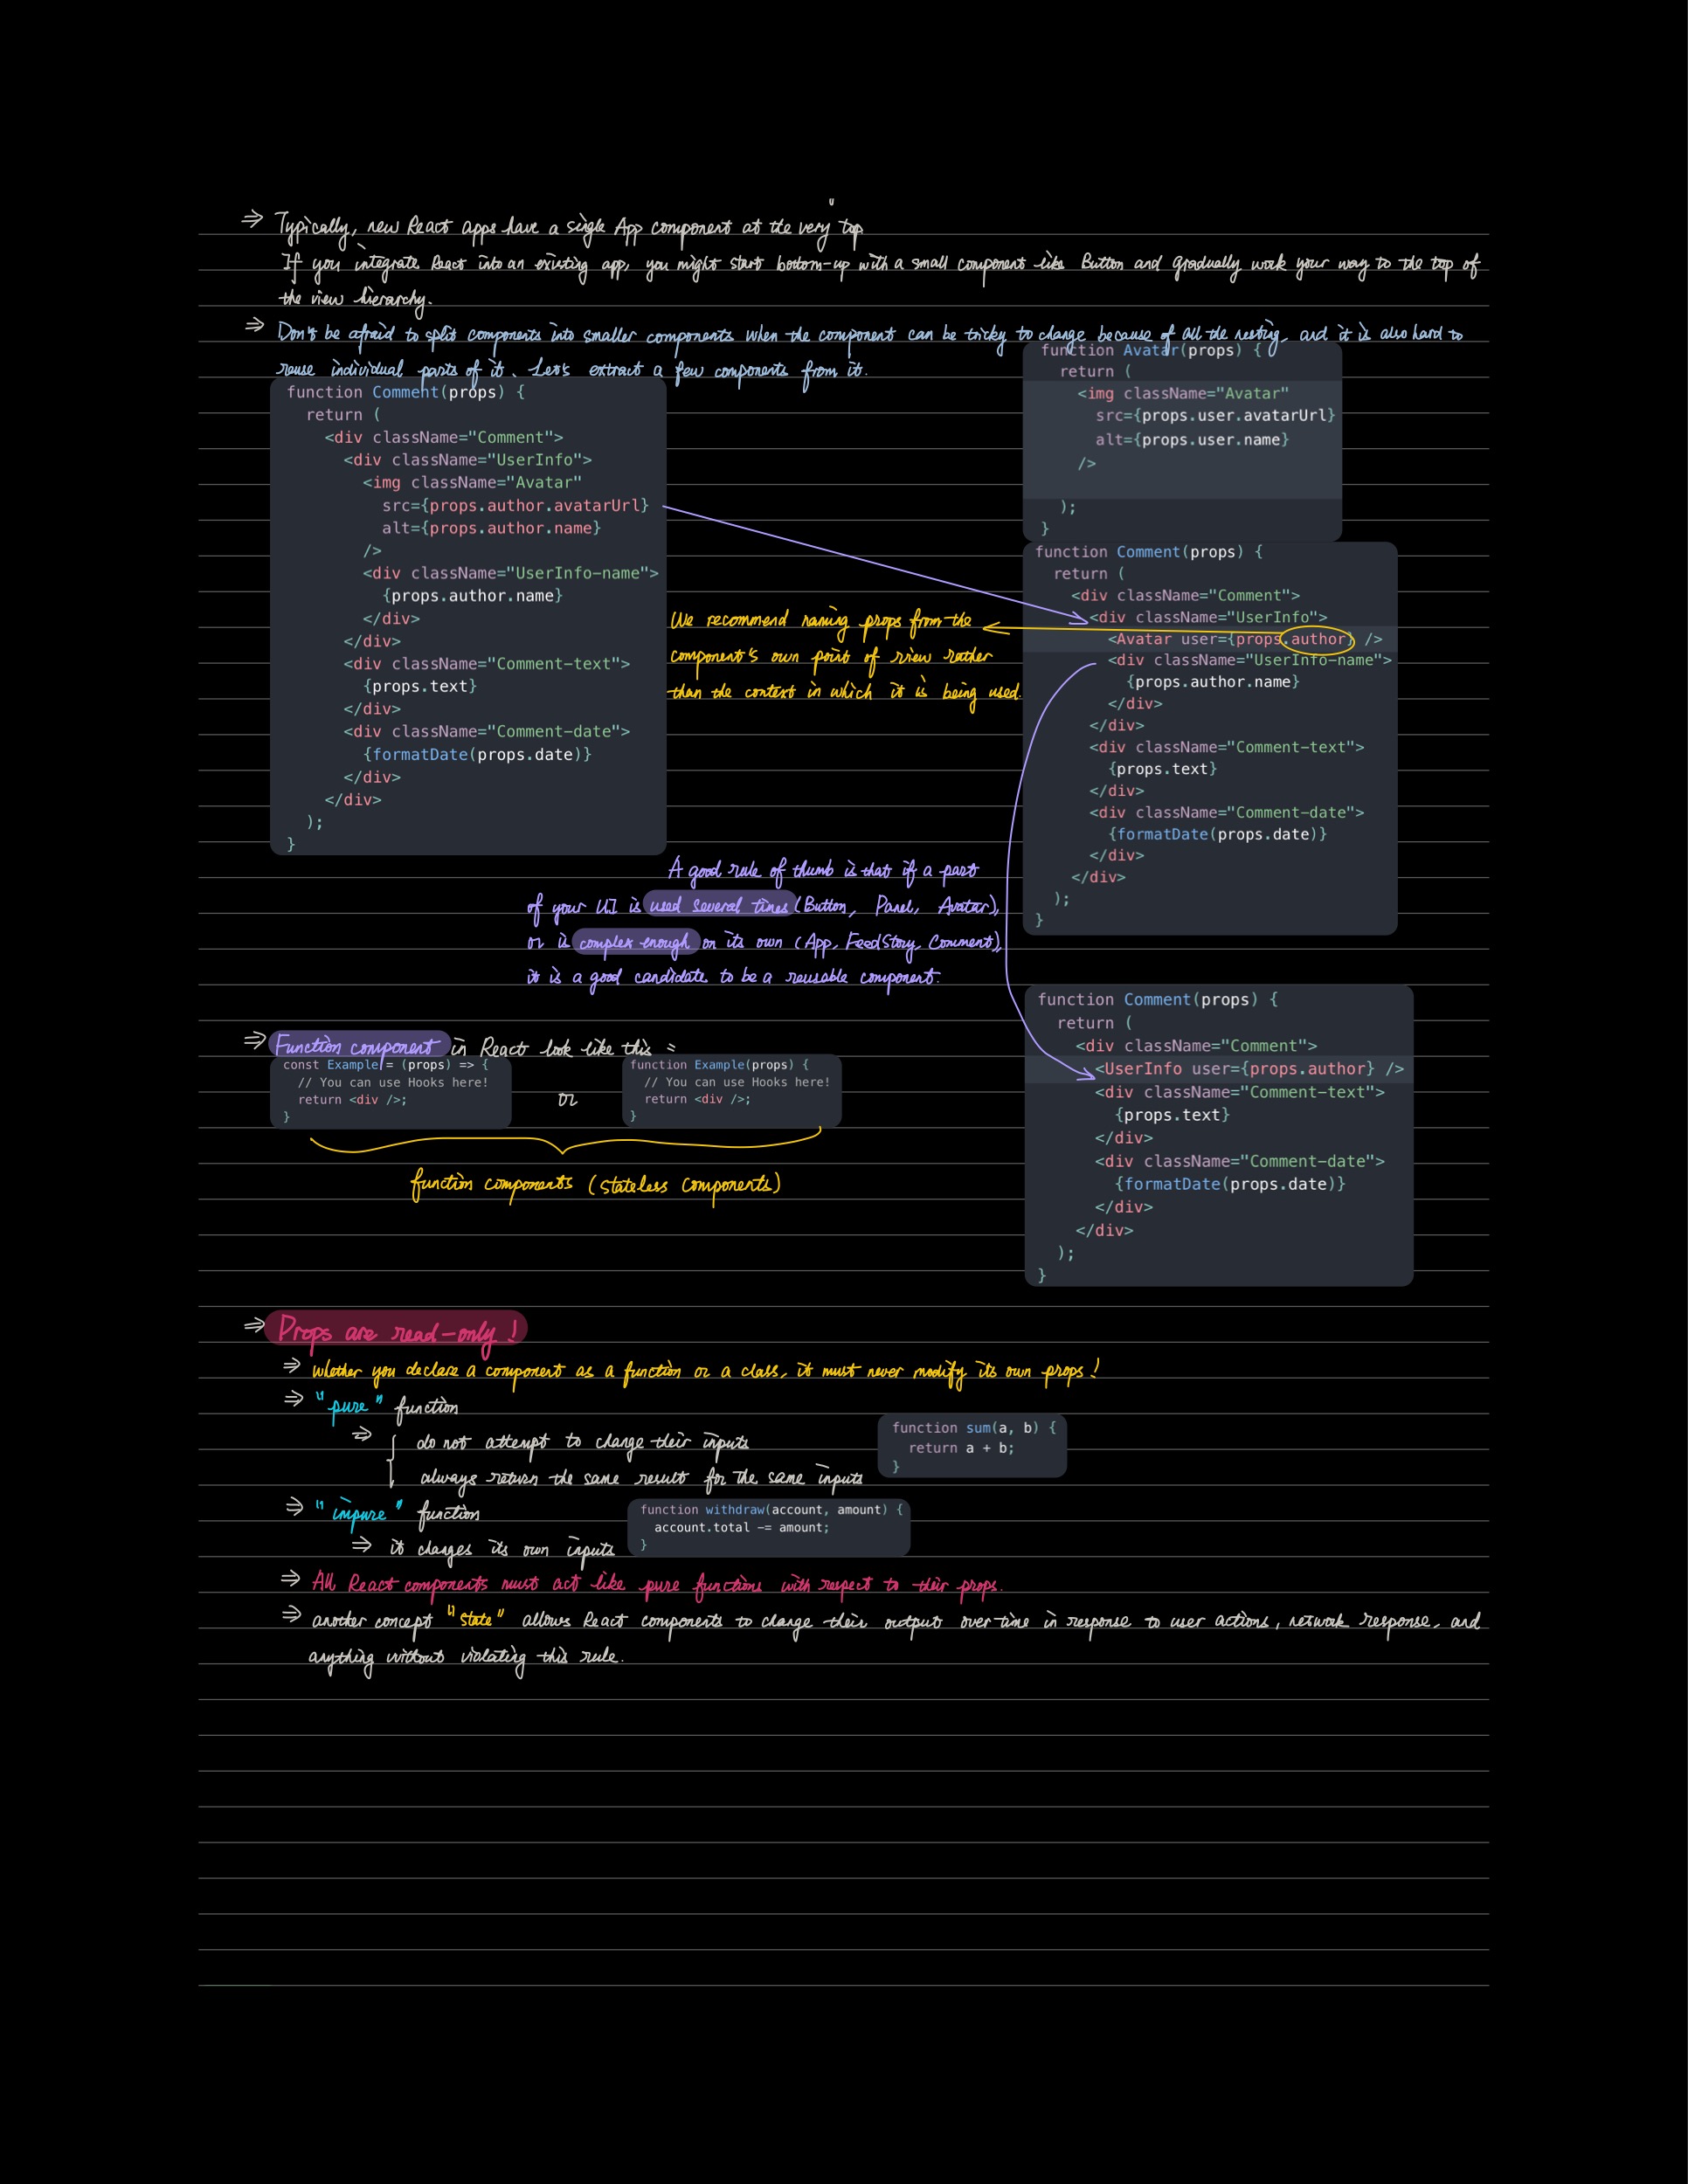 ⇒ Typically, new React apps have a single App component at the very top
If you integrate React into an existing app, you might start bottom-up with a small component like Button and gradually work your way to the top of
the view hierarchy.
⇒ Don't be afraid to split components into smaller components when the component can be tricky to change because of all the nesting, and it is also hard to
reuse individual parts of it. Let's extract a few components from it.
function Comment(props) {
return (
<div className="Comment">
<div className="UserInfo">
<img className="Avatar"
src={props.author.avatarUrl}
alt={props.author.name}
/>
<div className="UserInfo-name">
{props.author.name}
</div>
</div>
<div className="Comment-text">
{props.text}
</div>
<div className="Comment-date">
{formatDate(props.date)}
</div>
</div>
);
}
function Avatar(props) {
return (
<img className="Avatar"
src={props.user.avatarUrl}
alt={props.user.name}
/>
);
}
We recommend naming props from the
component's own point of view rather
than the context in which it is being used.
function Comment(props) {
return (
<div className="Comment">
<div className="UserInfo">
<Avatar user={props.author} />
<div className="UserInfo-name">
{props.author.name}
</div>
</div>
<div className="Comment-text">
{props.text}
</div>
<div className="Comment-date">
{formatDate(props.date)}
</div>
</div>
);
}
A good rule of thumb is that if a part
of your UI is used several times (Button, Panel, Avatar),
or is complex enough on its own (App, FeedStory, Comment),
it is a good candidate to be a reusable component.
function Comment(props) {
return (
<div className="Comment">
<UserInfo user={props.author} />
<div className="Comment-text">
{props.text}
</div>
<div className="Comment-date">
{formatDate(props.date)}
</div>
</div>
);
}
⇒ Function component in React look like this =
const Example = (props) => {
// You can use Hooks here!
return <div />;
}
or
function Example(props) {
// You can use Hooks here!
return <div />;
}
function components (stateless components)
⇒ Props are read-only!
⇒ whether you declare a component as a function or a class, it must never modify its own props!
⇒ "pure" function
⇒ { do not attempt to change their inputs
always return the same result for the same inputs
function sum(a, b) {
return a + b;
}
⇒ "impure" function
⇒ it changes its own inputs
function withdraw(account, amount) {
account.total -= amount;
}
⇒ All React components must act like pure functions with respect to their props.
⇒ another concept "state" allows React components to change their output over time in response to user actions, network response, and
anything without violating this rule.